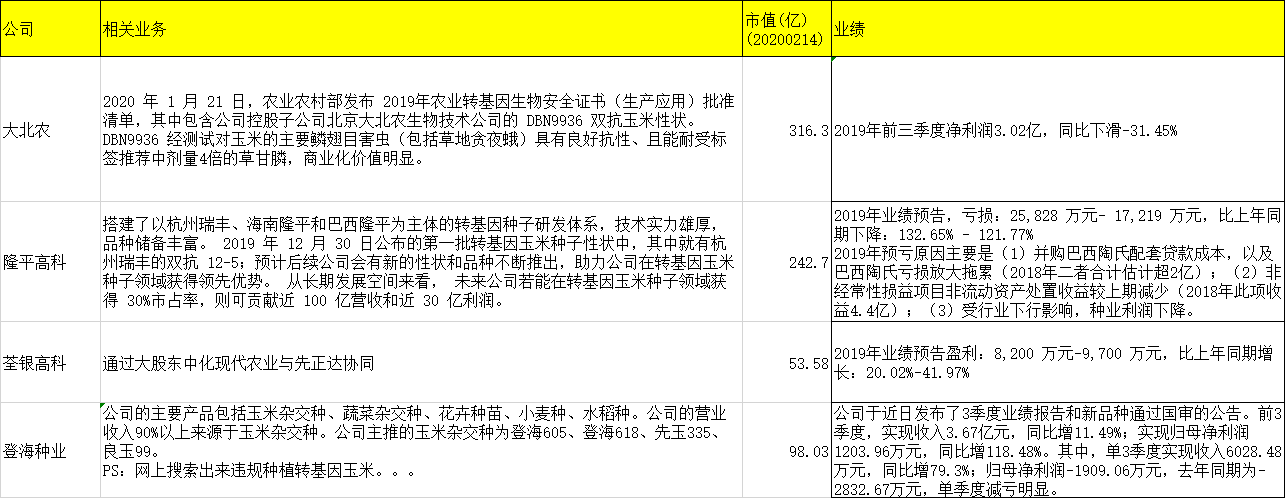 公司
相关业务
市值(亿)
(20200214)
业绩
大北农
2020 年 1 月 21 日，农业农村部发布 2019年农业转基因生物安全证书（生产应用）批准
清单，其中包含公司控股子公司北京大北农生物技术公司的 DBN9936 双抗玉米性状。
DBN9936 经测试对玉米的主要鳞翅目害虫（包括草地贪夜蛾）具有良好抗性、且能耐受标
签推荐中剂量4倍的草甘膦，商业化价值明显。
316.3
2019年前三季度净利润3.02亿，同比下滑-31.45%
隆平高科
搭建了以杭州瑞丰、海南隆平和巴西隆平为主体的转基因种子研发体系，技术实力雄厚，
品种储备丰富。 2019 年 12 月 30 日公布的第一批转基因玉米种子性状中，其中就有杭
州瑞丰的双抗 12-5；预计后续公司会有新的性状和品种不断推出，助力公司在转基因玉米
种子领域获得领先优势。 从长期发展空间来看， 未来公司若能在转基因玉米种子领域获
得 30%市占率，则可贡献近 100 亿营收和近 30 亿利润。
242.7
2019年业绩预告，亏损：25,828 万元- 17,219 万元，比上年同
期下降：132.65% - 121.77%
2019年预亏原因主要是（1）并购巴西陶氏配套贷款成本，以及
巴西陶氏亏损放大拖累（2018年二者合计估计超2亿）；（2）非
经常性损益项目非流动资产处置收益较上期减少（2018年此项收
益4.4亿）；（3）受行业下行影响，种业利润下降。
荃银高科
通过大股东中化现代农业与先正达协同
53.58
2019年业绩预告盈利：8,200 万元-9,700 万元，比上年同期增
长：20.02%-41.97%
登海种业
公司的主要产品包括玉米杂交种、蔬菜杂交种、花卉种苗、小麦种、水稻种。公司的营业
收入90%以上来源于玉米杂交种。公司主推的玉米杂交种为登海605、登海618、先玉335、
良玉99。
PS：网上搜索出来违规种植转基因玉米。。。
98.03
公司于近日发布了3季度业绩报告和新品种通过国审的公告。前3
季度，实现收入3.67亿元，同比增11.49%；实现归母净利润
1203.96万元，同比增118.48%。其中，单3季度实现收入6028.48
万元，同比增79.3%；归母净利润-1909.06万元，去年同期为-
2832.67万元，单季度减亏明显。